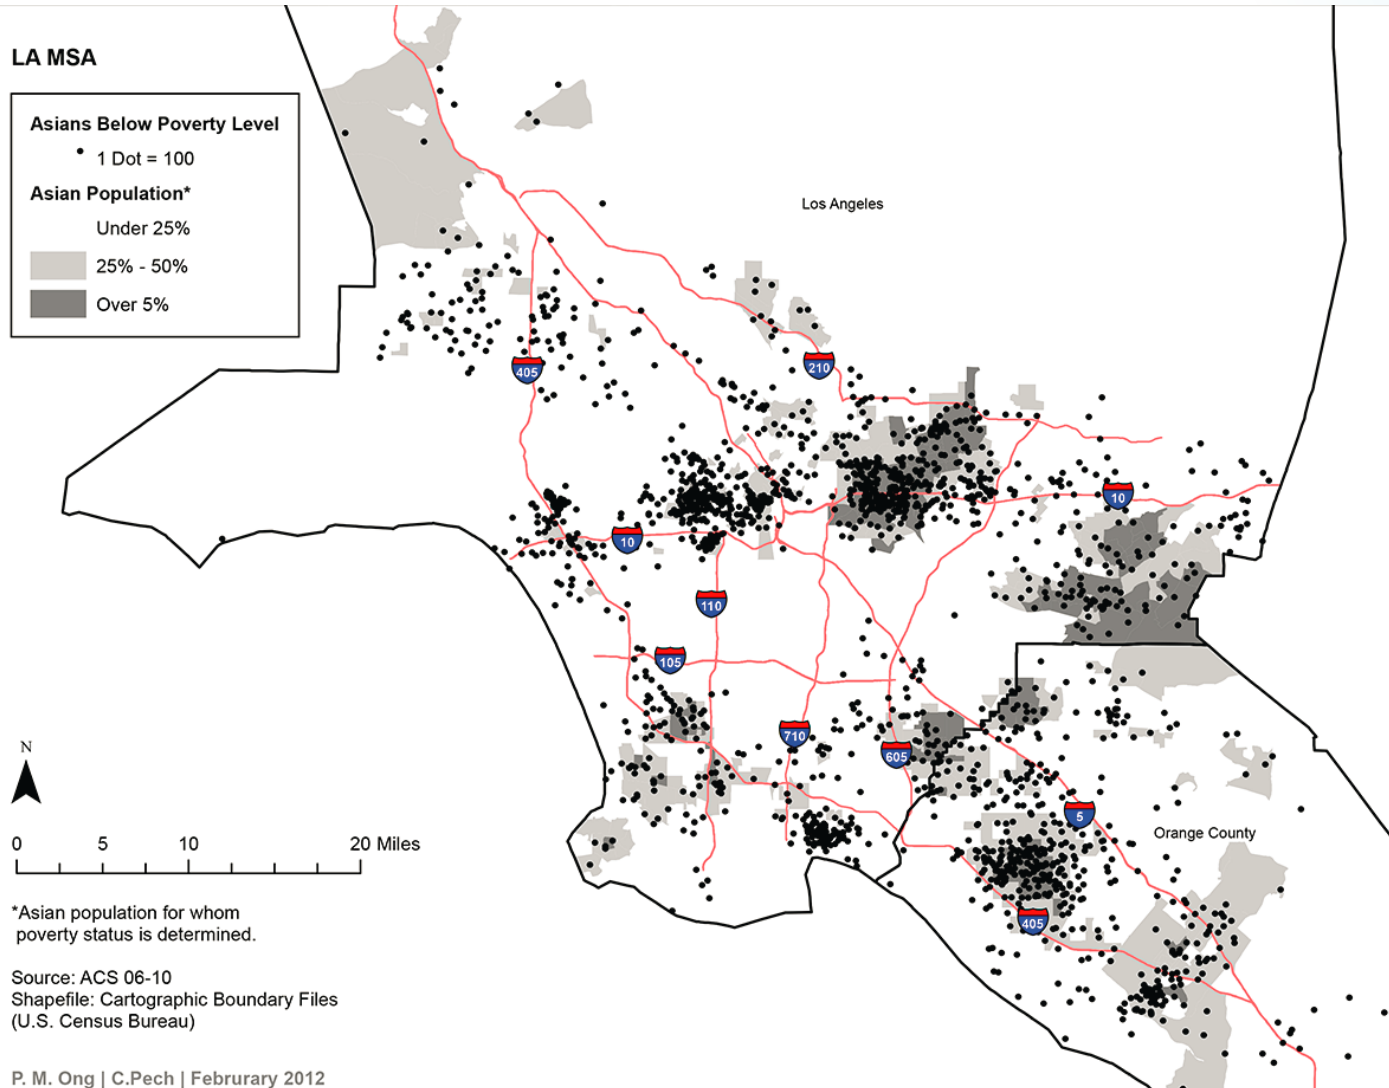 LA MSA
Asians Below Poverty Level
1 Dot = 100
Asian Population*
Under 25%
25% - 50%
Over 5%
Los Angeles
405
210
10
10
110
105
710
605
5
Orange County
405
N
0 5 10 20 Miles
*Asian population for whom
poverty status is determined.
Source: ACS 06-10
Shapefile: Cartographic Boundary Files
(U.S. Census Bureau)
P. M. Ong | C.Pech | Februrary 2012